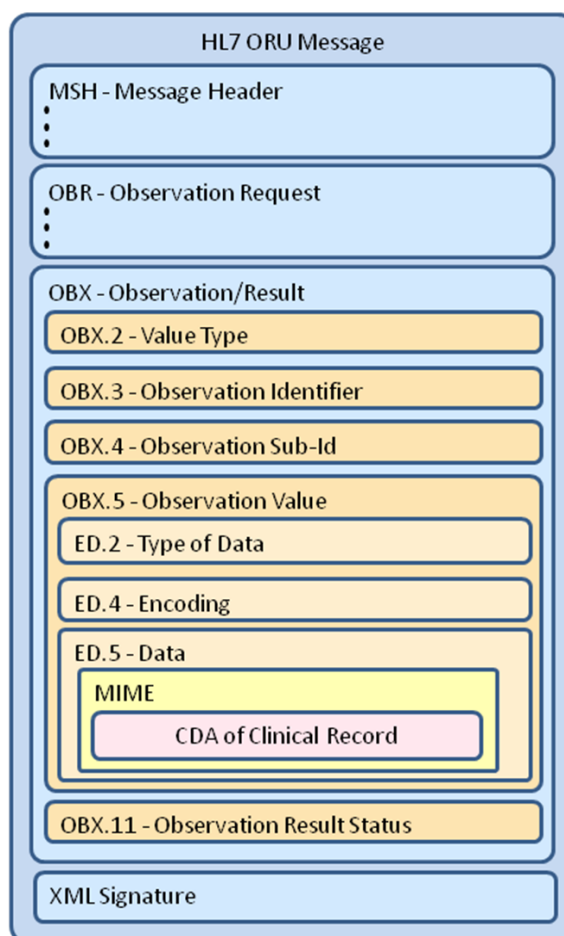 HL7 ORU Message
MSH - Message Header
OBR - Observation Request
OBX - Observation/Result
OBX.2 - Value Type
OBX.3 - Observation Identifier
OBX.4 - Observation Sub-Id
OBX.5 - Observation Value
ED.2 - Type of Data
ED.4 - Encoding
ED.5 - Data
MIME
CDA of Clinical Record
OBX.11 - Observation Result Status
XML Signature